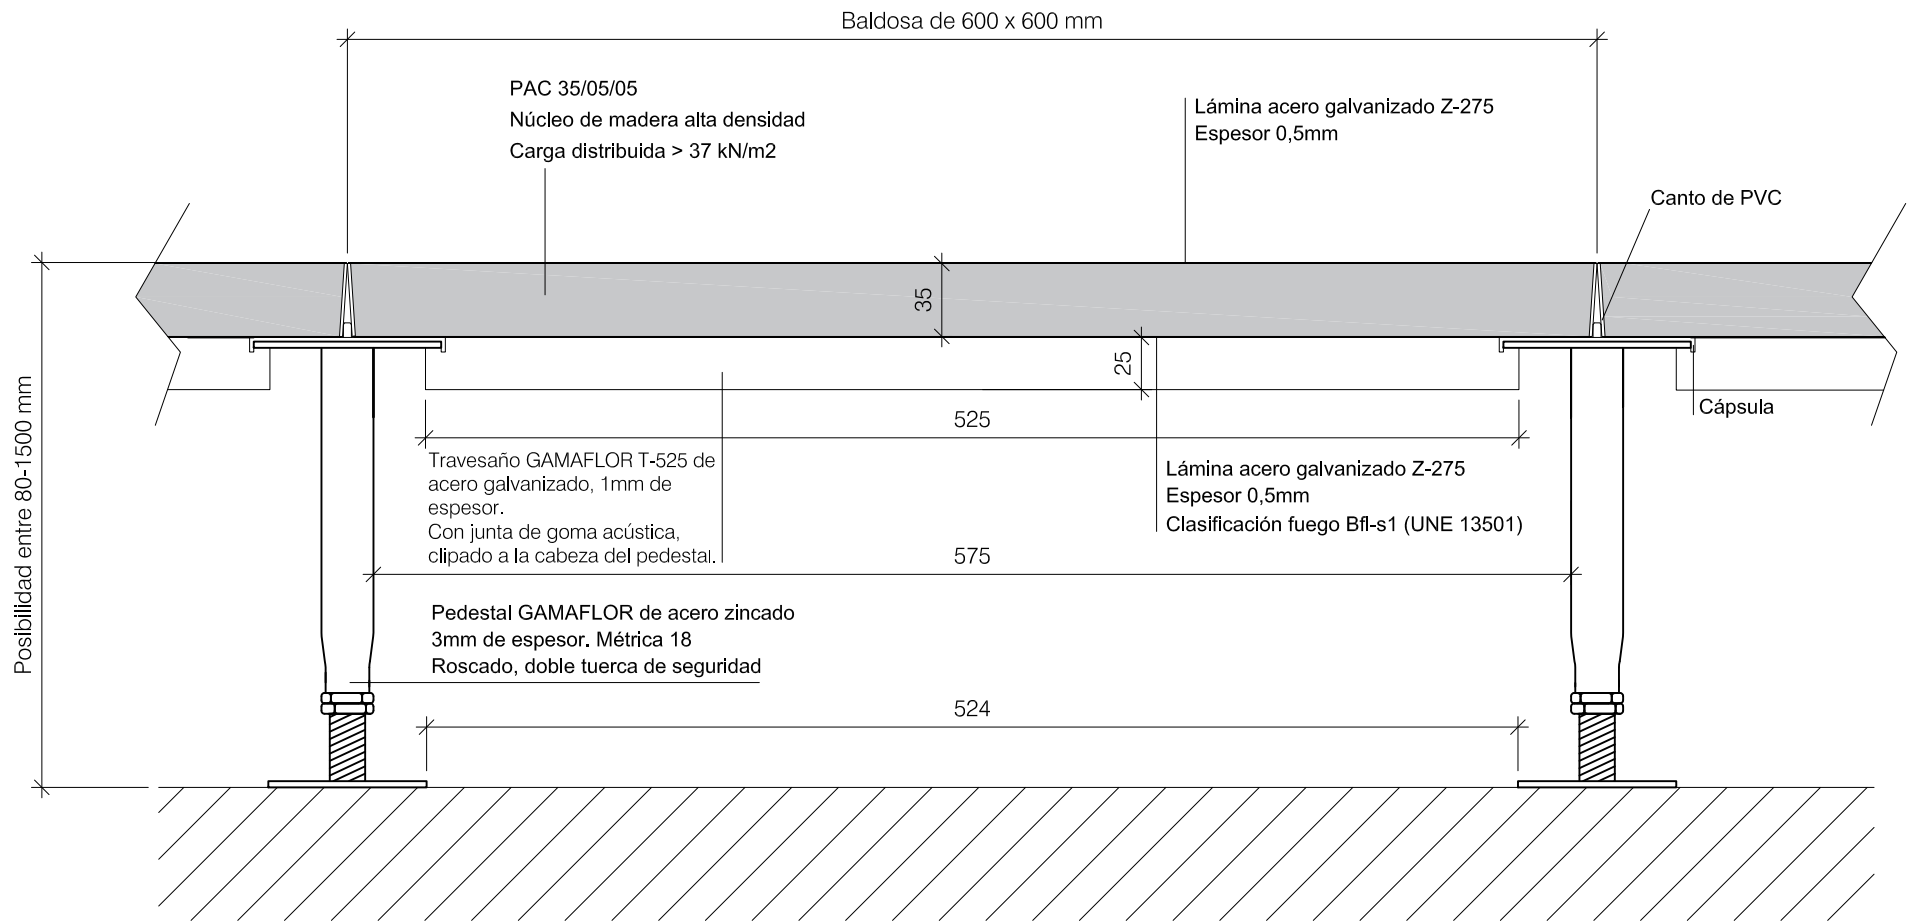 Baldosa de 600 x 600 mm
PAC 35/05/05
Núcleo de madera alta densidad
Carga distribuida > 37 kN/m2
Lámina acero galvanizado Z-275
Espesor 0,5mm
Canto de PVC
35
25
Cápsula
525
Posibilidad entre 80-1500 mm
Travesaño GAMAFLOR T-525 de
acero galvanizado, 1mm de
espesor.
Con junta de goma acústica,
clipado a la cabeza del pedestal.
Lámina acero galvanizado Z-275
Espesor 0,5mm
Clasificación fuego Bfl-s1 (UNE 13501)
575
Pedestal GAMAFLOR de acero zincado
3mm de espesor. Métrica 18
Roscado, doble tuerca de seguridad
524